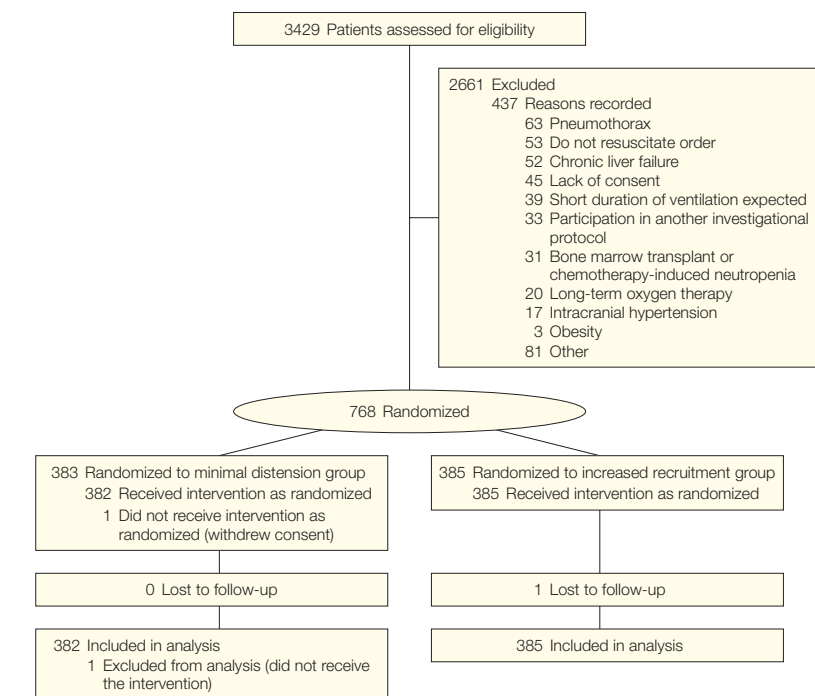 3429 Patients assessed for eligibility
2661 Excluded
437 Reasons recorded
63 Pneumothorax
53 Do not resuscitate order
52 Chronic liver failure
45 Lack of consent
39 Short duration of ventilation expected
33 Participation in another investigational
protocol
31 Bone marrow transplant or
chemotherapy-induced neutropenia
20 Long-term oxygen therapy
17 Intracranial hypertension
3 Obesity
81 Other
768 Randomized
383 Randomized to minimal distension group
382 Received intervention as randomized
1 Did not receive intervention as
randomized (withdrew consent)
385 Randomized to increased recruitment group
385 Received intervention as randomized
0 Lost to follow-up
1 Lost to follow-up
382 Included in analysis
1 Excluded from analysis (did not receive
the intervention)
385 Included in analysis